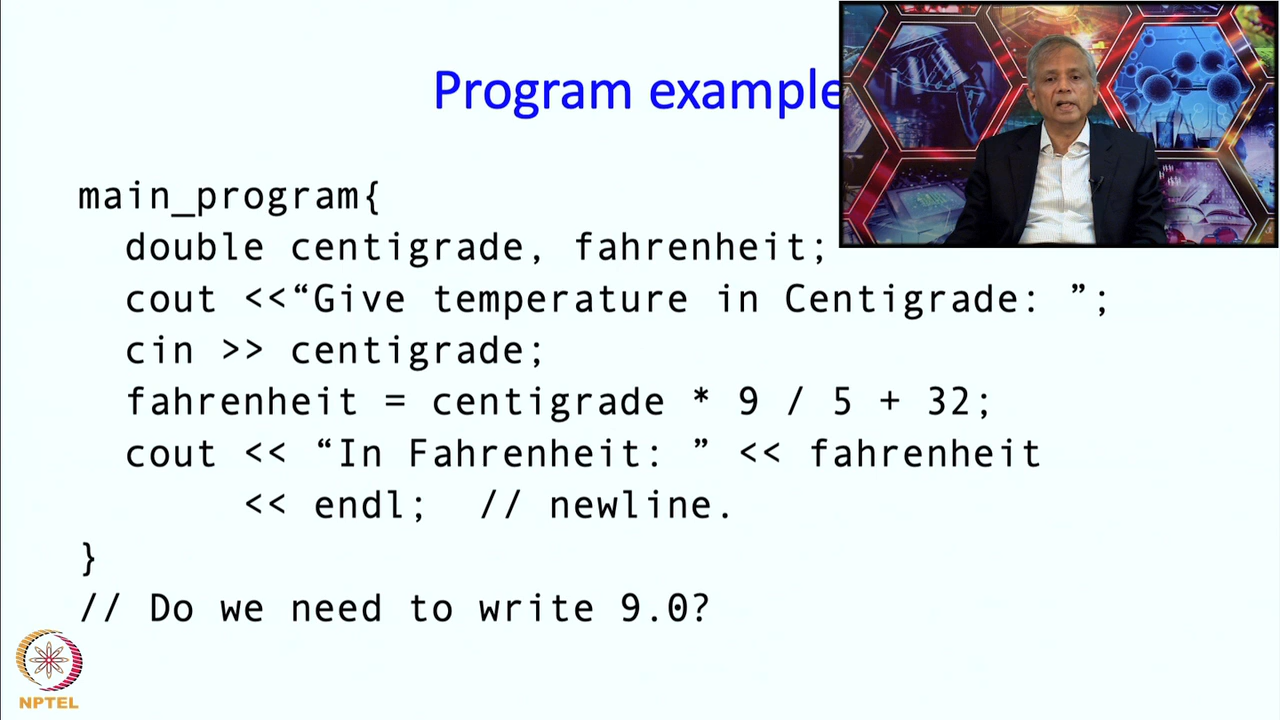 Program example
main_program{
double centigrade, fahrenheit;
cout <<“Give temperature in Centigrade: ”;
cin >> centigrade;
fahrenheit = centigrade * 9 / 5 + 32;
cout << “In Fahrenheit: ” << fahrenheit
<< endl;  // newline.
}
// Do we need to write 9.0?
NPTEL